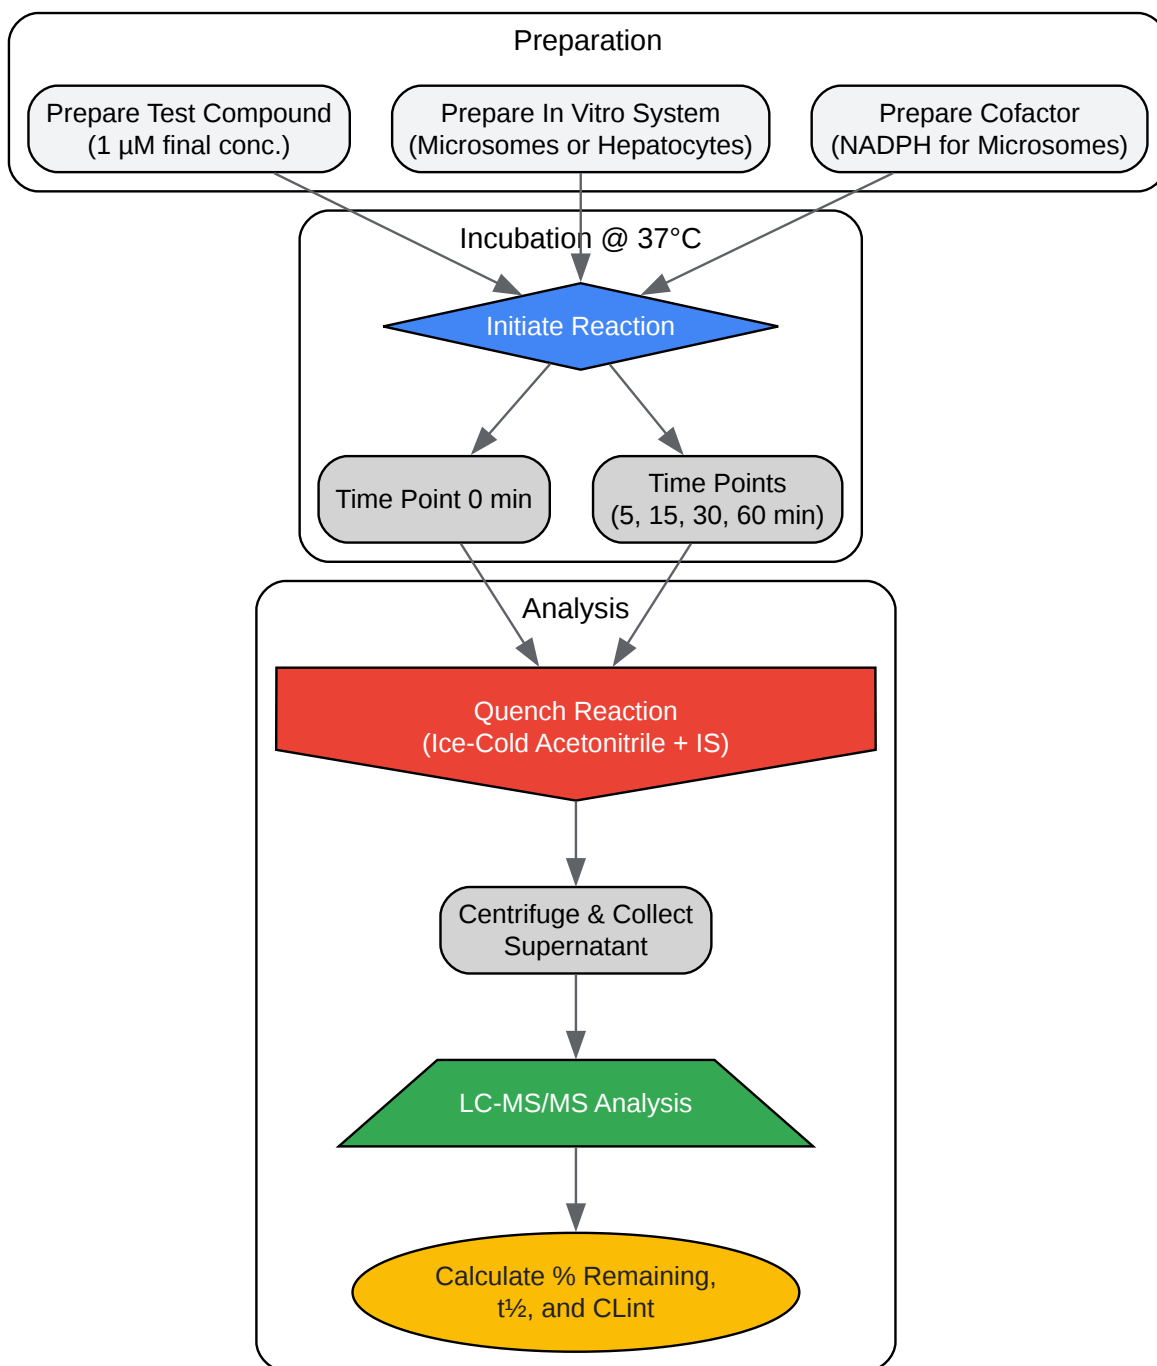 Preparation
Prepare Test Compound
(1 µM final conc.)
Prepare In Vitro System
(Microsomes or Hepatocytes)
Prepare Cofactor
(NADPH for Microsomes)
Incubation @ 37°C
Initiate Reaction
Time Point 0 min
Time Points
(5, 15, 30, 60 min)
Analysis
Quench Reaction
(Ice-Cold Acetonitrile + IS)
Centrifuge & Collect
Supernatant
LC-MS/MS Analysis
Calculate % Remaining,
t½, and CLint